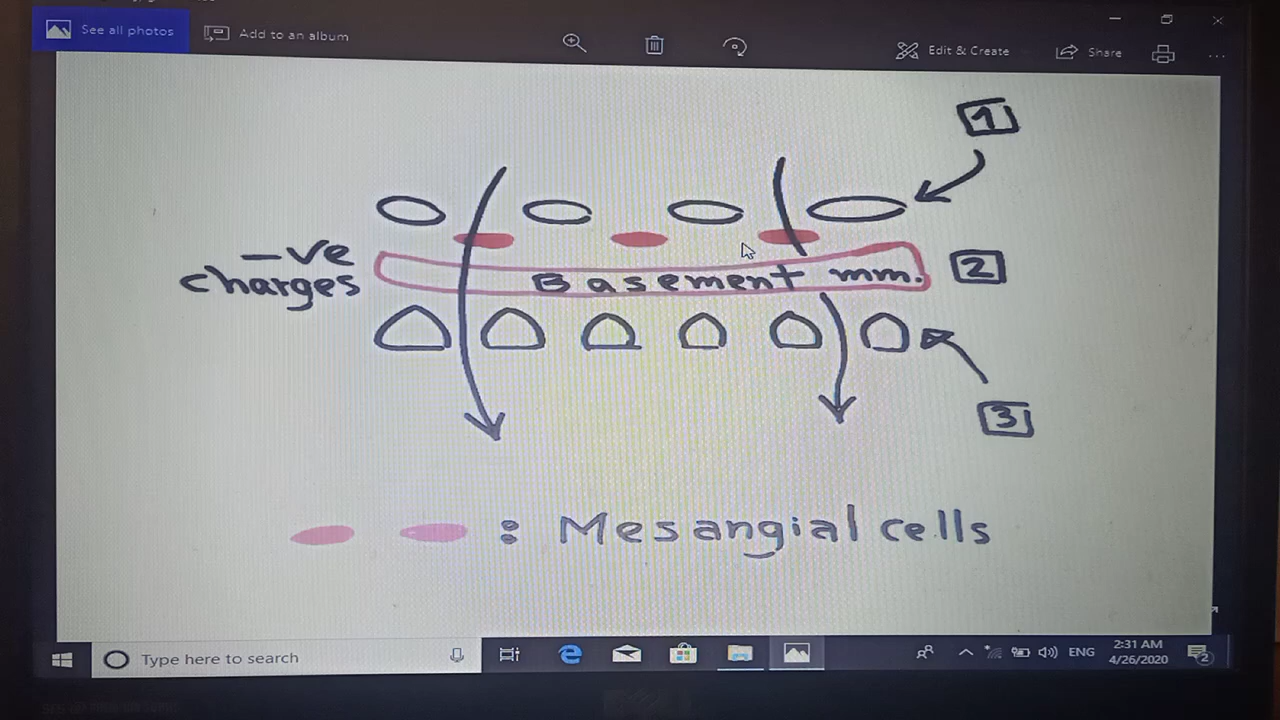 See all photos
Add to an album
Edit & Create
Share
1
-ve
charges
Basement mm.
2
3
: Mesangial cells
Type here to search
ENG
2:31 AM
4/26/2020
2